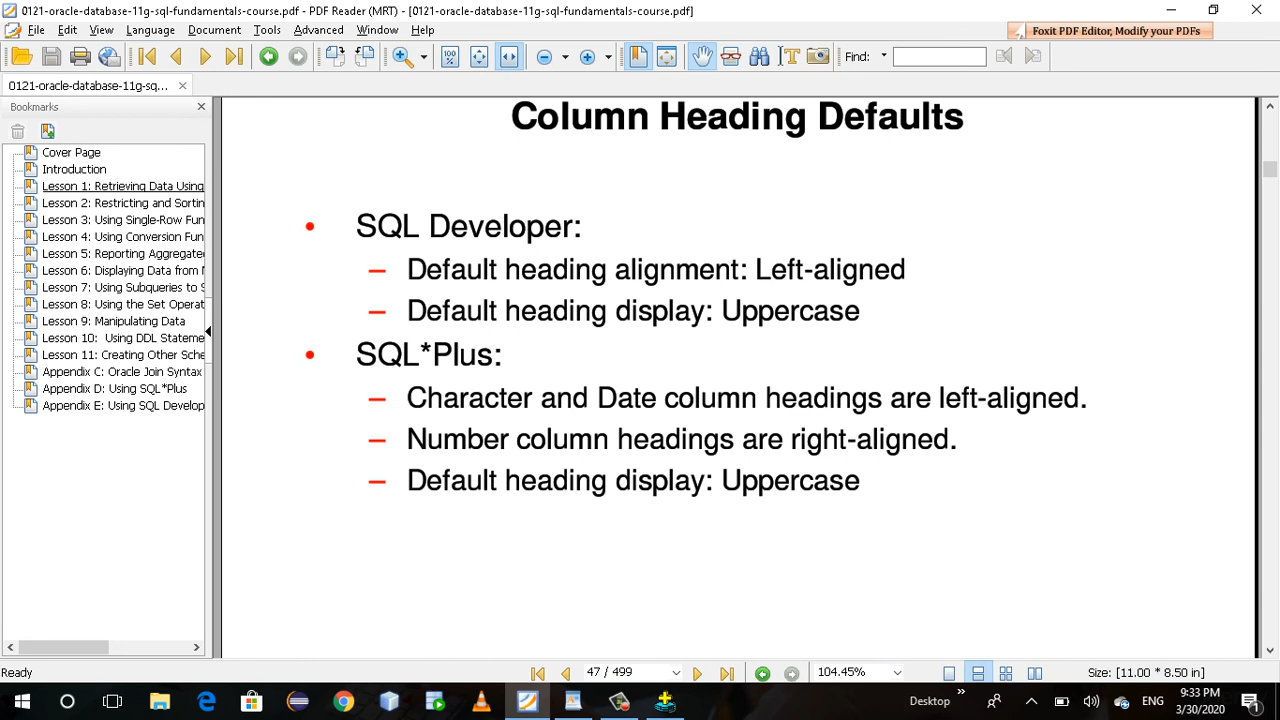 0121-oracle-database-11g-sql-fundamentals-course.pdf - PDF Reader (MRT) - [0121-oracle-database-11g-sql-fundamentals-course.pdf]
File Edit View Language Document Tools Advanced Window Help
Foxit PDF Editor, Modify your PDFs
Find:
0121-oracle-database-11g-sq...
Bookmarks
Cover Page
Introduction
Lesson 1: Retrieving Data Using
Lesson 2: Restricting and Sortin
Lesson 3: Using Single-Row Fun
Lesson 4: Using Conversion Fun
Lesson 5: Reporting Aggregated
Lesson 6: Displaying Data from M
Lesson 7: Using Subqueries to S
Lesson 8: Using the Set Operat
Lesson 9: Manipulating Data
Lesson 10: Using DDL Stateme
Lesson 11: Creating Other Sche
Appendix C: Oracle Join Syntax
Appendix D: Using SQL*Plus
Appendix E: Using SQL Develop
Column Heading Defaults
• SQL Developer:
– Default heading alignment: Left-aligned
– Default heading display: Uppercase
• SQL*Plus:
– Character and Date column headings are left-aligned.
– Number column headings are right-aligned.
– Default heading display: Uppercase
Ready
47 / 499
104.45%
Size: [11.00 * 8.50 in]
Desktop
ENG
9:33 PM
3/30/2020